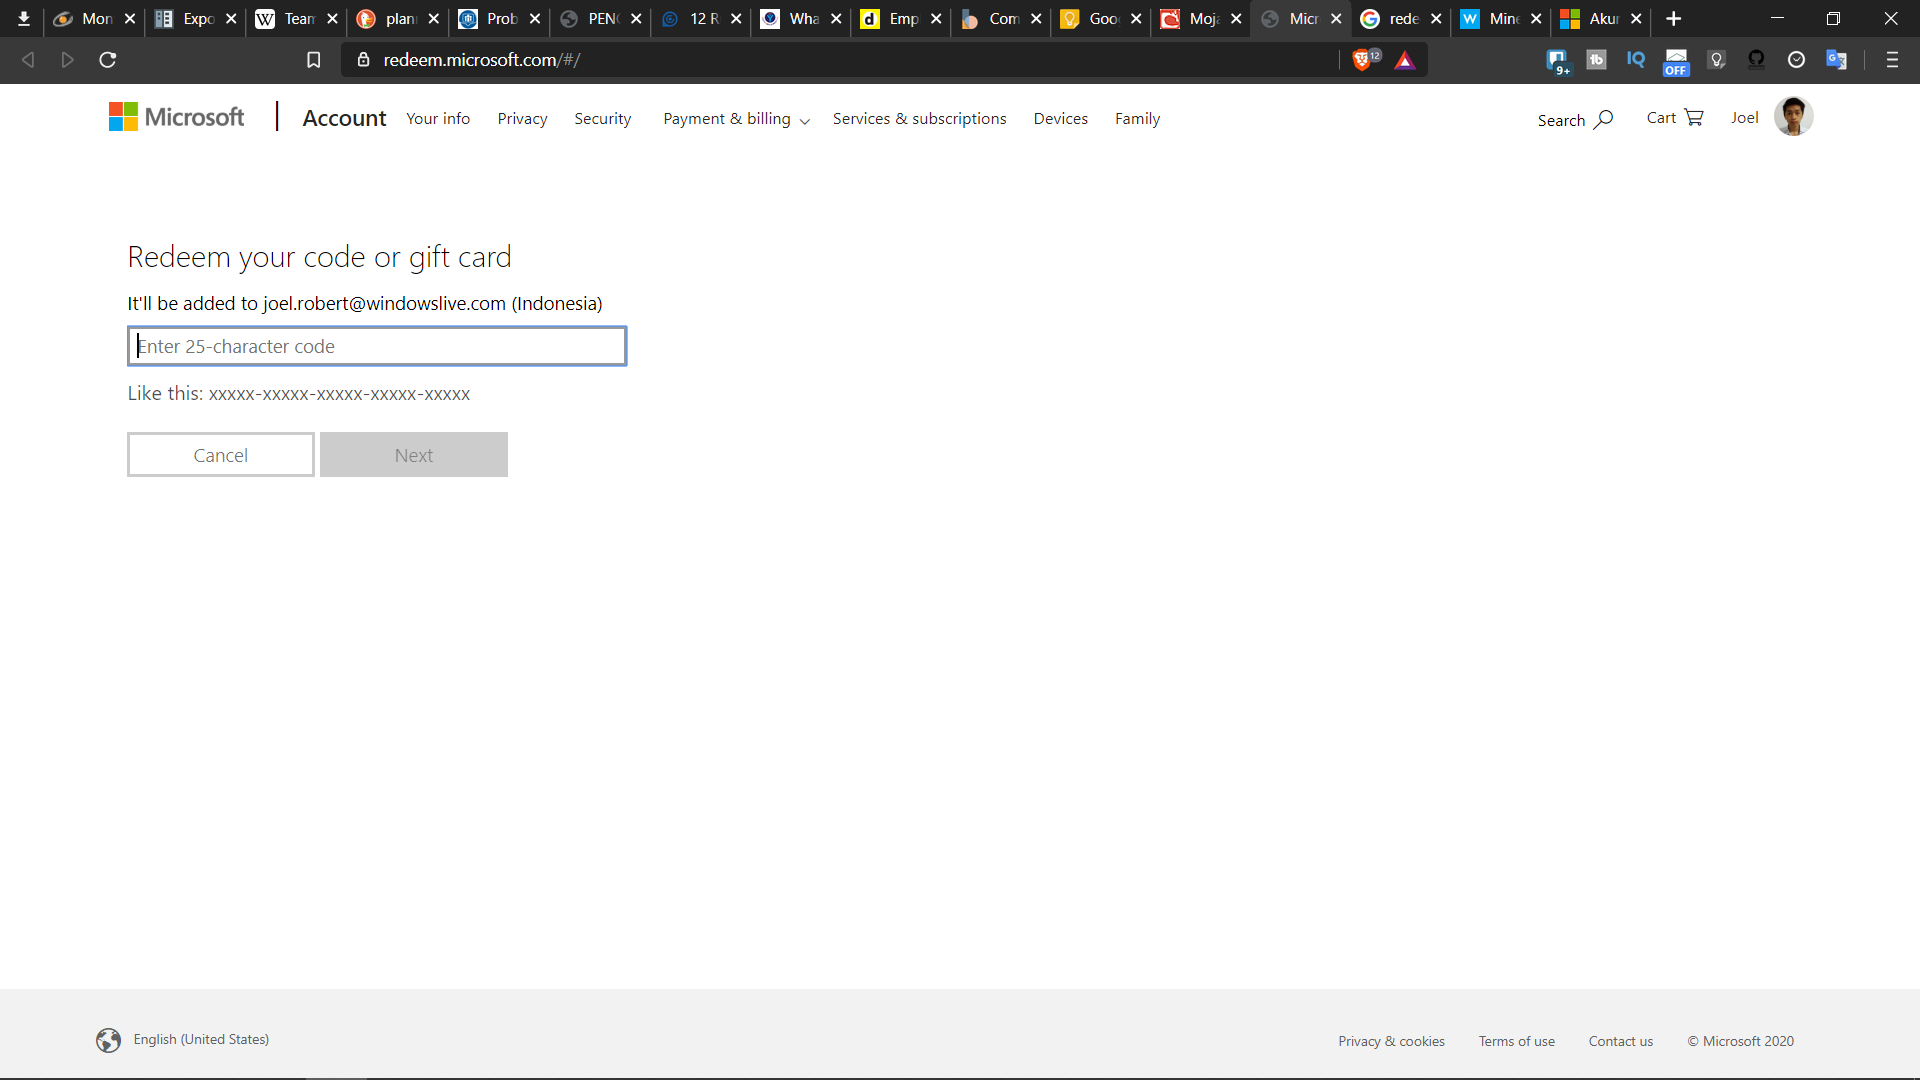 Mon Expo Team plan Prob PEN 12 R Wha Emp Com Goo Moja Micr rede Mine Akun
redeem.microsoft.com/#/
12
9+
OFF
Microsoft
Account Your info Privacy Security Payment & billing Services & subscriptions Devices Family
Search Cart Joel
Redeem your code or gift card
It'll be added to joel.robert@windowslive.com (Indonesia)
Enter 25-character code
Like this: xxxxx-xxxxx-xxxxx-xxxxx-xxxxx
Cancel Next
English (United States)
Privacy & cookies Terms of use Contact us © Microsoft 2020